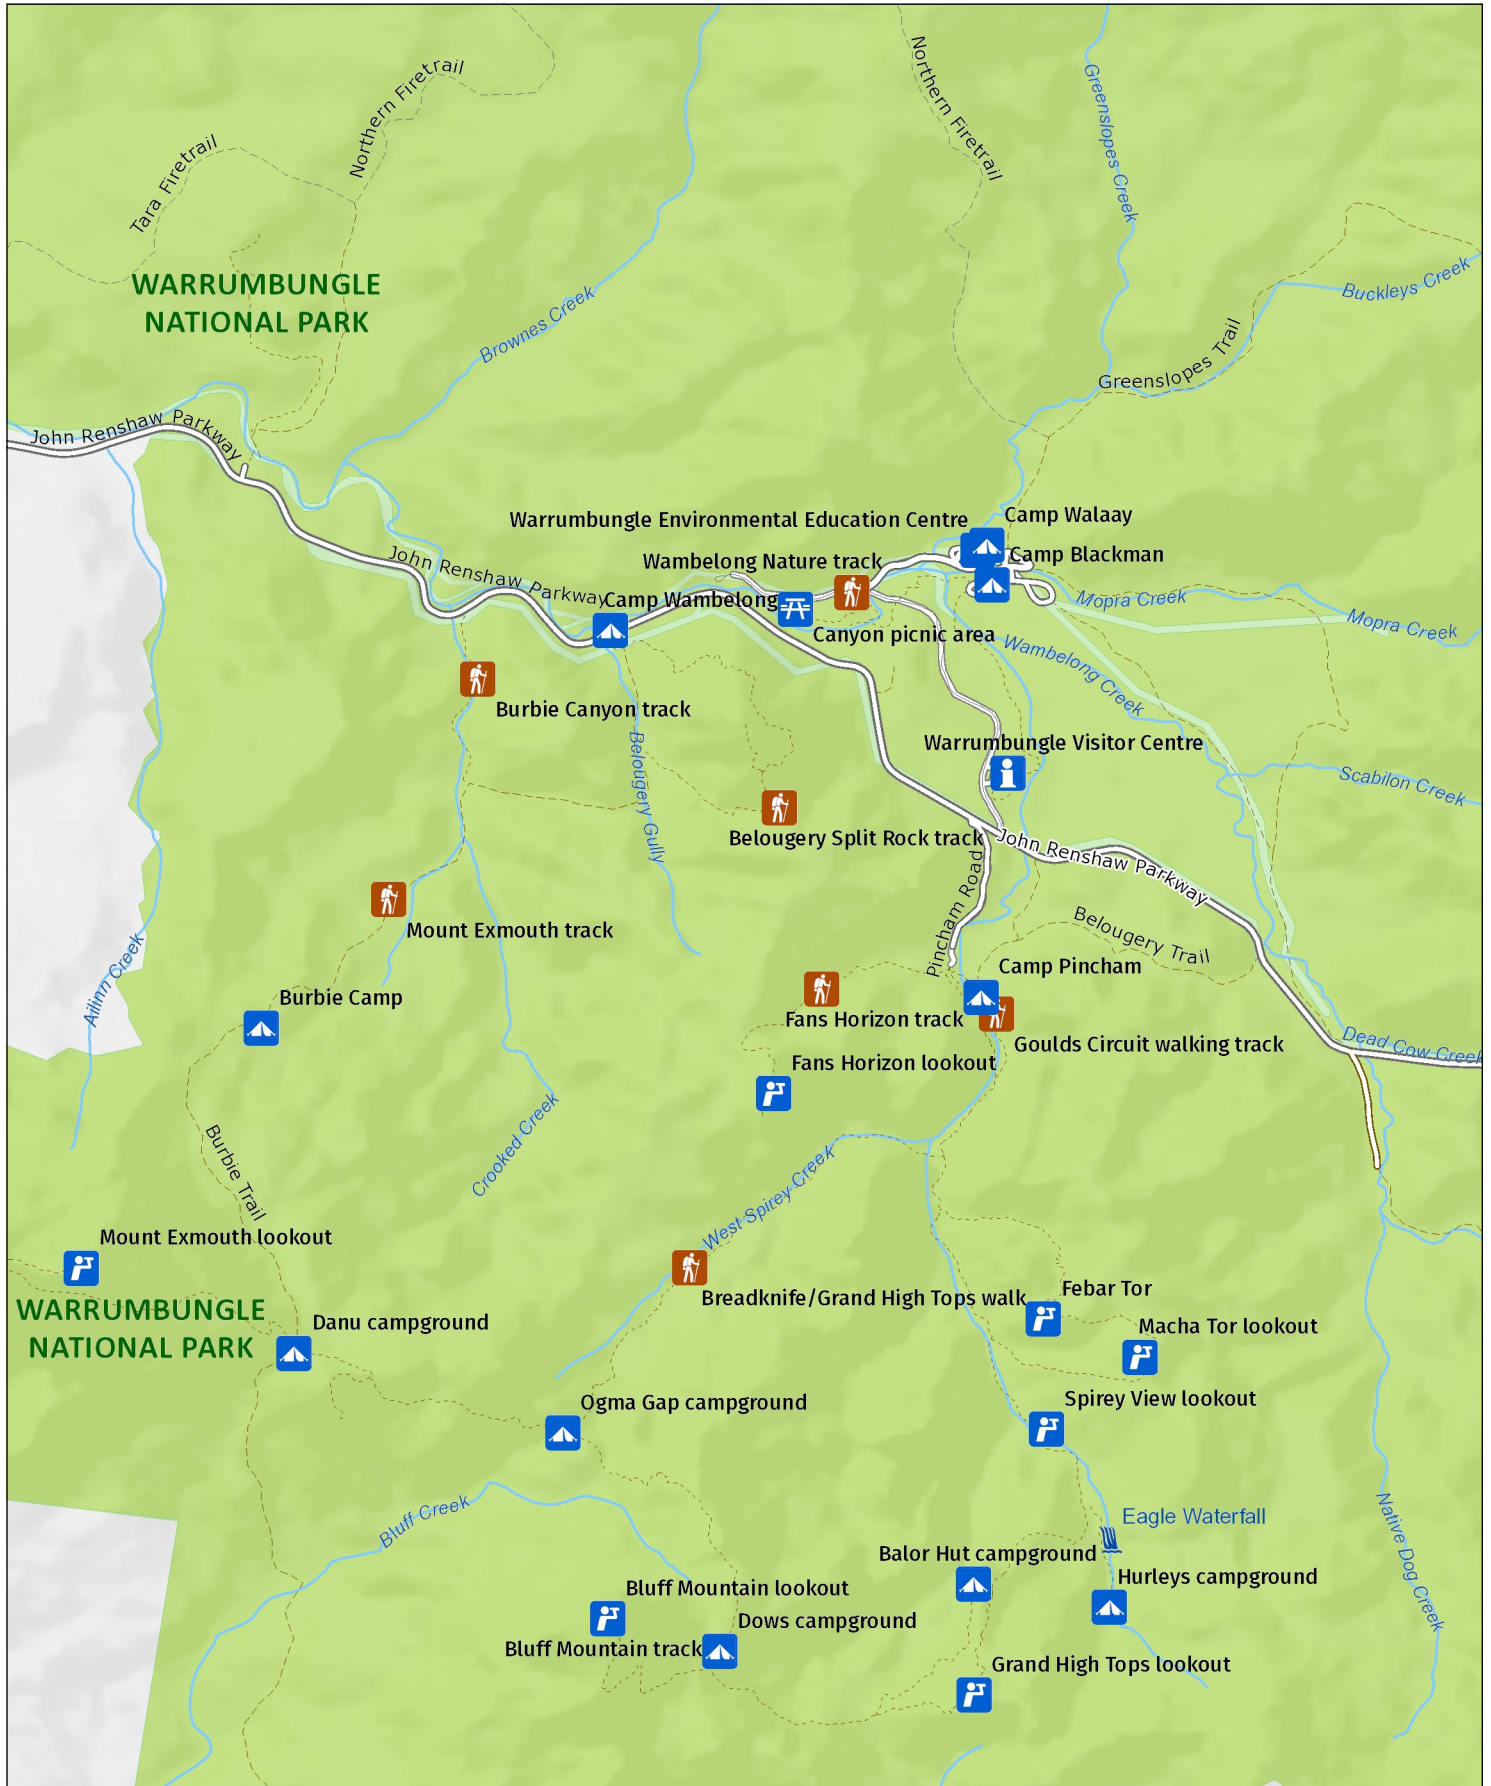 Northern Firetrail
Northern Firetrail
Greenslopes Creek
Tara Firetrail
WARRUMBUNGLE
NATIONAL PARK
Buckleys Creek
Brownes Creek
Greenslopes Trail
John Renshaw Parkway
Warrumbungle Environmental Education Centre
Camp Walaay
Camp Blackman
Wambelong Nature track
John Renshaw Parkway
Camp Wambelong
Mopra Creek
Mopra Creek
Canyon picnic area
Wambelong Creek
Burbie Canyon track
Belougery Gully
Warrumbungle Visitor Centre
Scabilon Creek
Belougery Split Rock track
John Renshaw Parkway
Pincham Road
Mount Exmouth track
Belougery Trail
Ailinn Creek
Camp Pincham
Burbie Camp
Fans Horizon track
Goulds Circuit walking track
Dead Cow Creek
Fans Horizon lookout
Crooked Creek
Burbie Trail
West Spirey Creek
Mount Exmouth lookout
WARRUMBUNGLE
NATIONAL PARK
Breadknife/Grand High Tops walk
Febar Tor
Danu campground
Macha Tor lookout
Ogma Gap campground
Spirey View lookout
Bluff Creek
Eagle Waterfall
Native Dog Creek
Balor Hut campground
Hurleys campground
Bluff Mountain lookout
Dows campground
Bluff Mountain track
Grand High Tops lookout